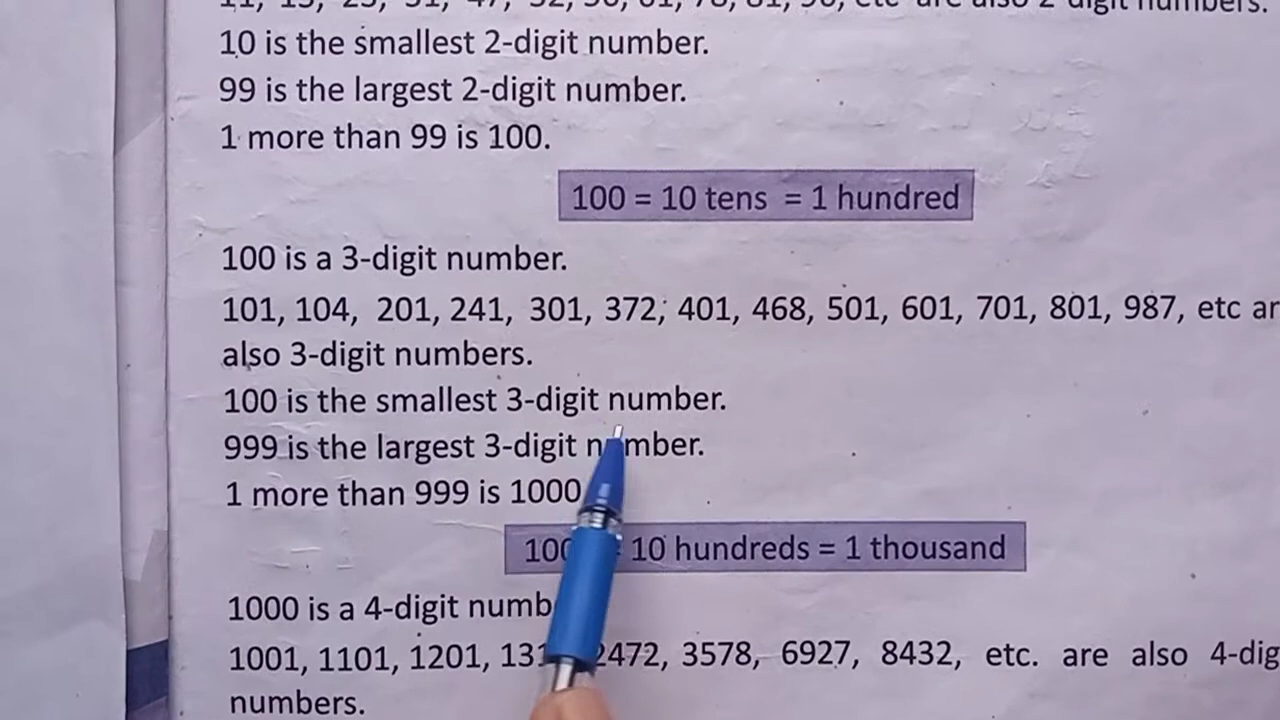 10 is the smallest 2-digit number.
99 is the largest 2-digit number.
1 more than 99 is 100.
100 = 10 tens = 1 hundred
100 is a 3-digit number.
101, 104, 201, 241, 301, 372, 401, 468, 501, 601, 701, 801, 987, etc
also 3-digit numbers.
100 is the smallest 3-digit number.
999 is the largest 3-digit number.
1 more than 999 is 1000
10 hundreds = 1 thousand
1000 is a 4-digit
1001, 1101, 1201, 2472, 3578, 6927, 8432, etc. are also
numbers.